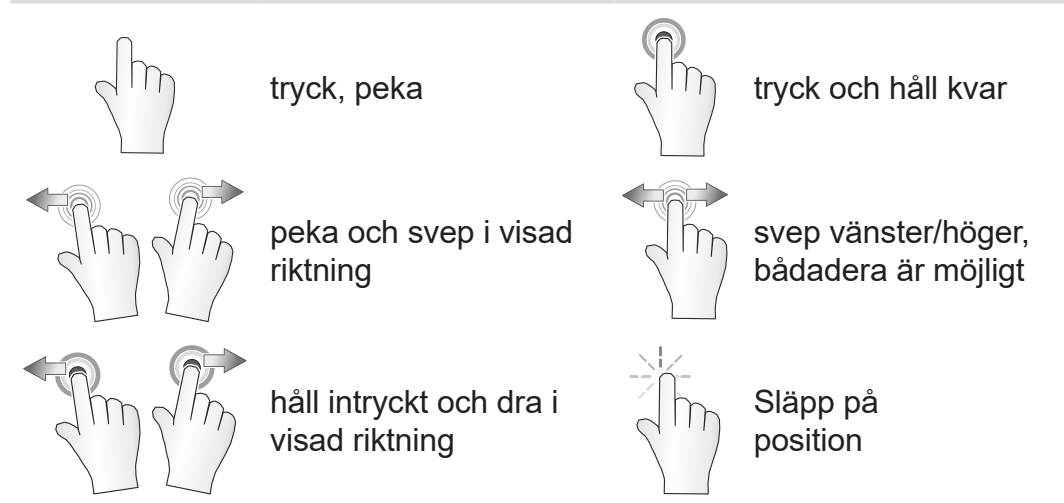 tryck, peka
tryck och håll kvar
peka och svep i visad
riktning
svep vänster/höger,
bådadera är möjligt
håll intryckt och dra i
visad riktning
Släpp på
position